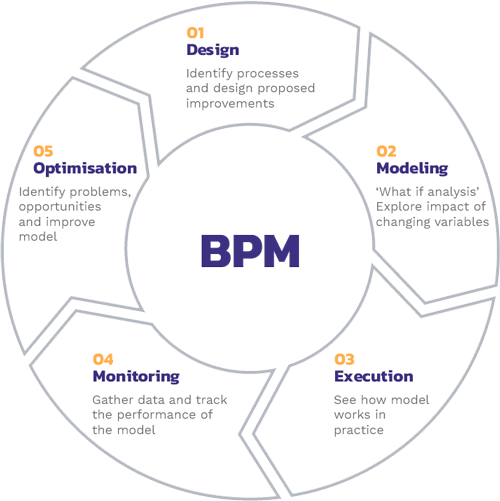 01
Design
Identify processes
and design proposed
improvements
02
Modeling
‘What if analysis’
Explore impact of
changing variables
03
Execution
See how model
works in
practice
04
Monitoring
Gather data and track
the performance of
the model
05
Optimisation
Identify problems,
opportunities
and improve
model
BPM